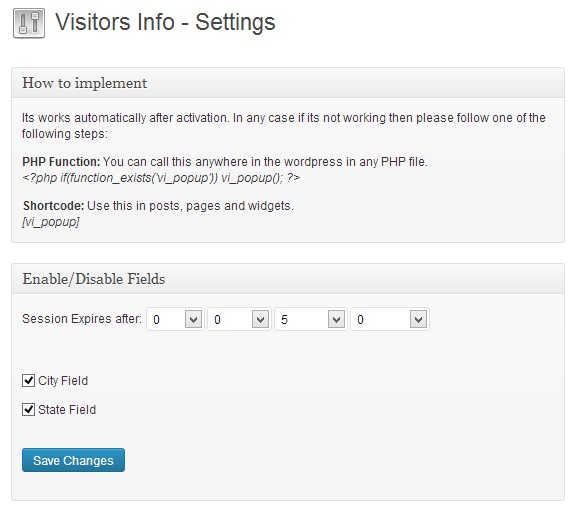 Visitors Info - Settings
How to implement
Its works automatically after activation. In any case if its not working then please follow one of the
following steps:
PHP Function: You can call this anywhere in the wordpress in any PHP file.
<?php if(function_exists('vi_popup')) vi_popup(); ?>
Shortcode: Use this in posts, pages and widgets.
[vi_popup]
Enable/Disable Fields
Session Expires after: 0 0 5 0
City Field
State Field
Save Changes